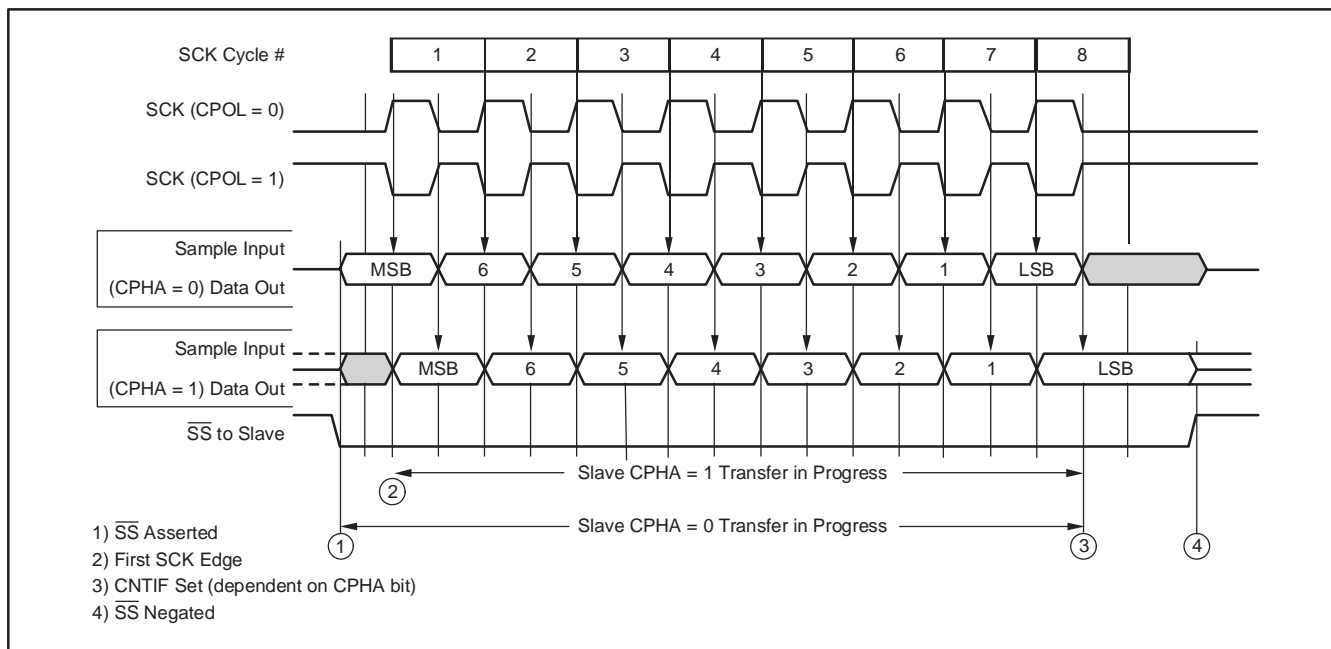 SCK Cycle #
1 2 3 4 5 6 7 8
SCK (CPOL = 0)
SCK (CPOL = 1)
Sample Input
MSB 6 5 4 3 2 1 LSB
(CPHA = 0) Data Out
Sample Input
MSB 6 5 4 3 2 1 LSB
(CPHA = 1) Data Out
S̅S̅ to Slave
2 Slave CPHA = 1 Transfer in Progress
1 Slave CPHA = 0 Transfer in Progress 3 4
1) S̅S̅ Asserted
2) First SCK Edge
3) CNTIF Set (dependent on CPHA bit)
4) S̅S̅ Negated